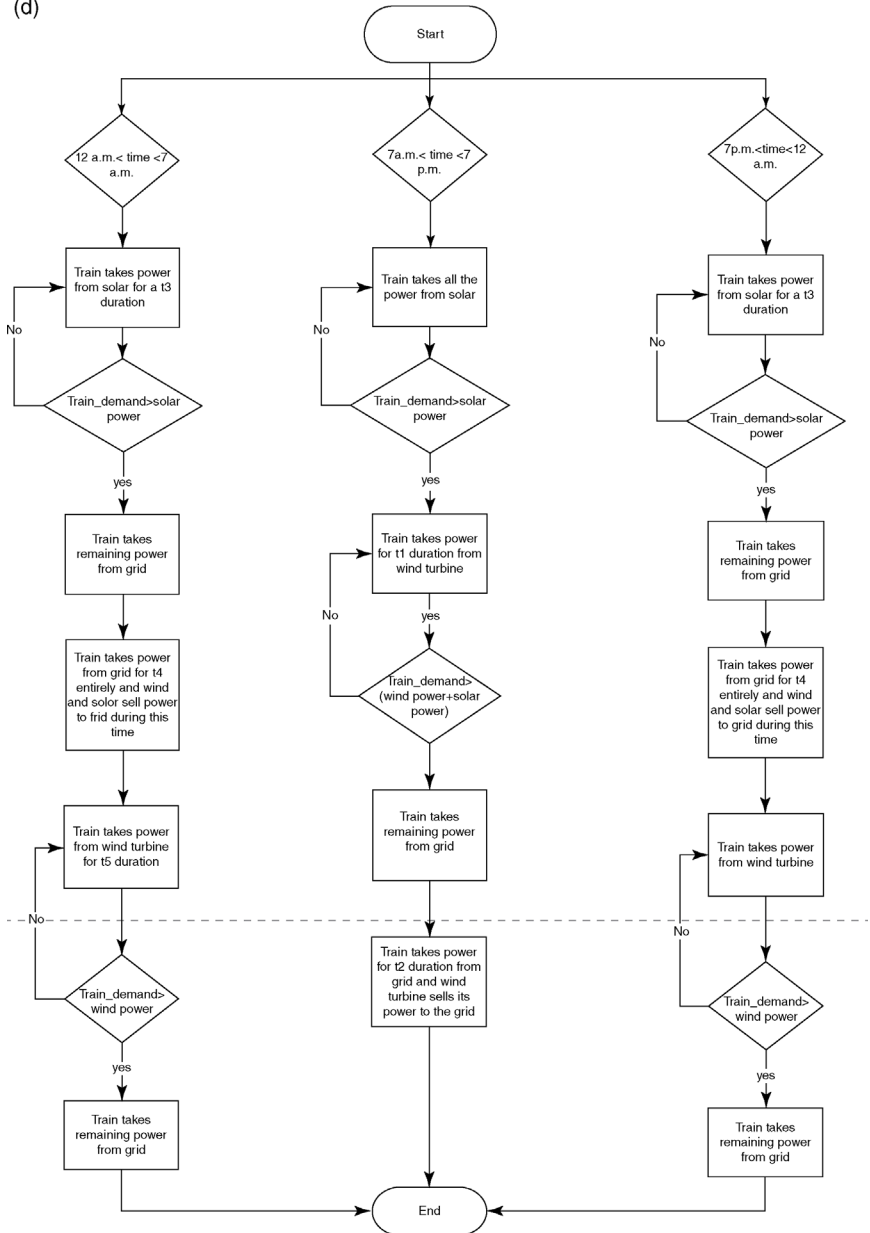 (d)
Start
12 a.m.< time <7
a.m.
7a.m.< time <7
p.m.
7p.m.<time<12
a.m.
Train takes power
from solar for a t3
duration
Train takes all the
power from solar
Train takes power
from solar for a t3
duration
No
No
No
Train_demand>solar
power
Train_demand>solar
power
Train_demand>solar
power
yes
yes
yes
Train takes
remaining power
from grid
Train takes power
for t1 duration from
wind turbine
Train takes
remaining power
from grid
No
yes
Train takes power
from grid for t4
entirely and wind
and solor sell power
to frid during this
time
Train_demand>
(wind power+solar
power)
Train takes power
from grid for t4
entirely and wind
and solar sell power
to grid during this
time
Train takes power
from wind turbine
for t5 duration
Train takes
remaining power
from grid
Train takes power
from wind turbine
No
No
Train_demand>
wind power
Train takes power
for t2 duration from
grid and wind
turbine sells its
power to the grid
Train_demand>
wind power
yes
yes
Train takes
remaining power
from grid
Train takes
remaining power
from grid
End